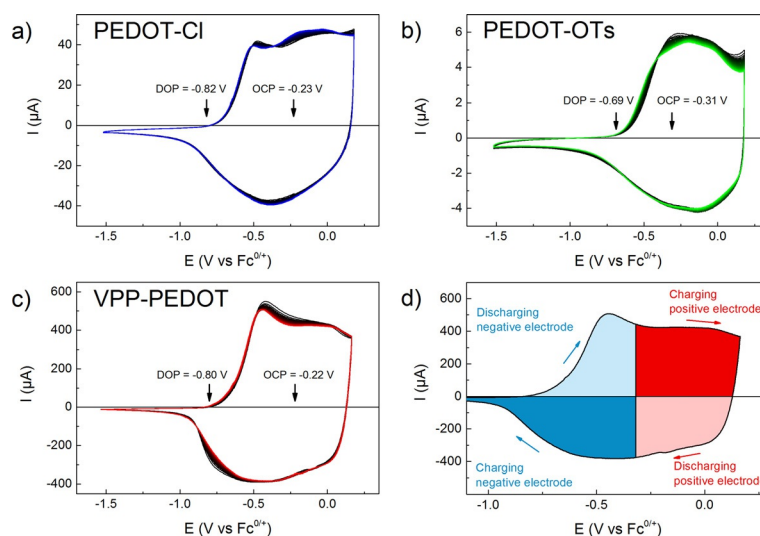 a)
PEDOT-Cl
40
20
0
-20
-40
I (µA)
DOP = -0.82 V
OCP = -0.23 V
-1.5
-1.0
-0.5
0.0
E (V vs Fc0/+)
b)
PEDOT-OTs
6
4
2
0
-2
-4
I (µA)
DOP = -0.69 V
OCP = -0.31 V
-1.5
-1.0
-0.5
0.0
E (V vs Fc0/+)
c)
VPP-PEDOT
600
400
200
0
-200
-400
I (µA)
DOP = -0.80 V
OCP = -0.22 V
-1.5
-1.0
-0.5
0.0
E (V vs Fc0/+)
d)
600
400
200
0
-200
-400
I (µA)
Discharging
negative electrode
Charging
positive electrode
Charging
negative electrode
Discharging
positive electrode
-1.0
-0.5
0.0
E (V vs Fc0/+)